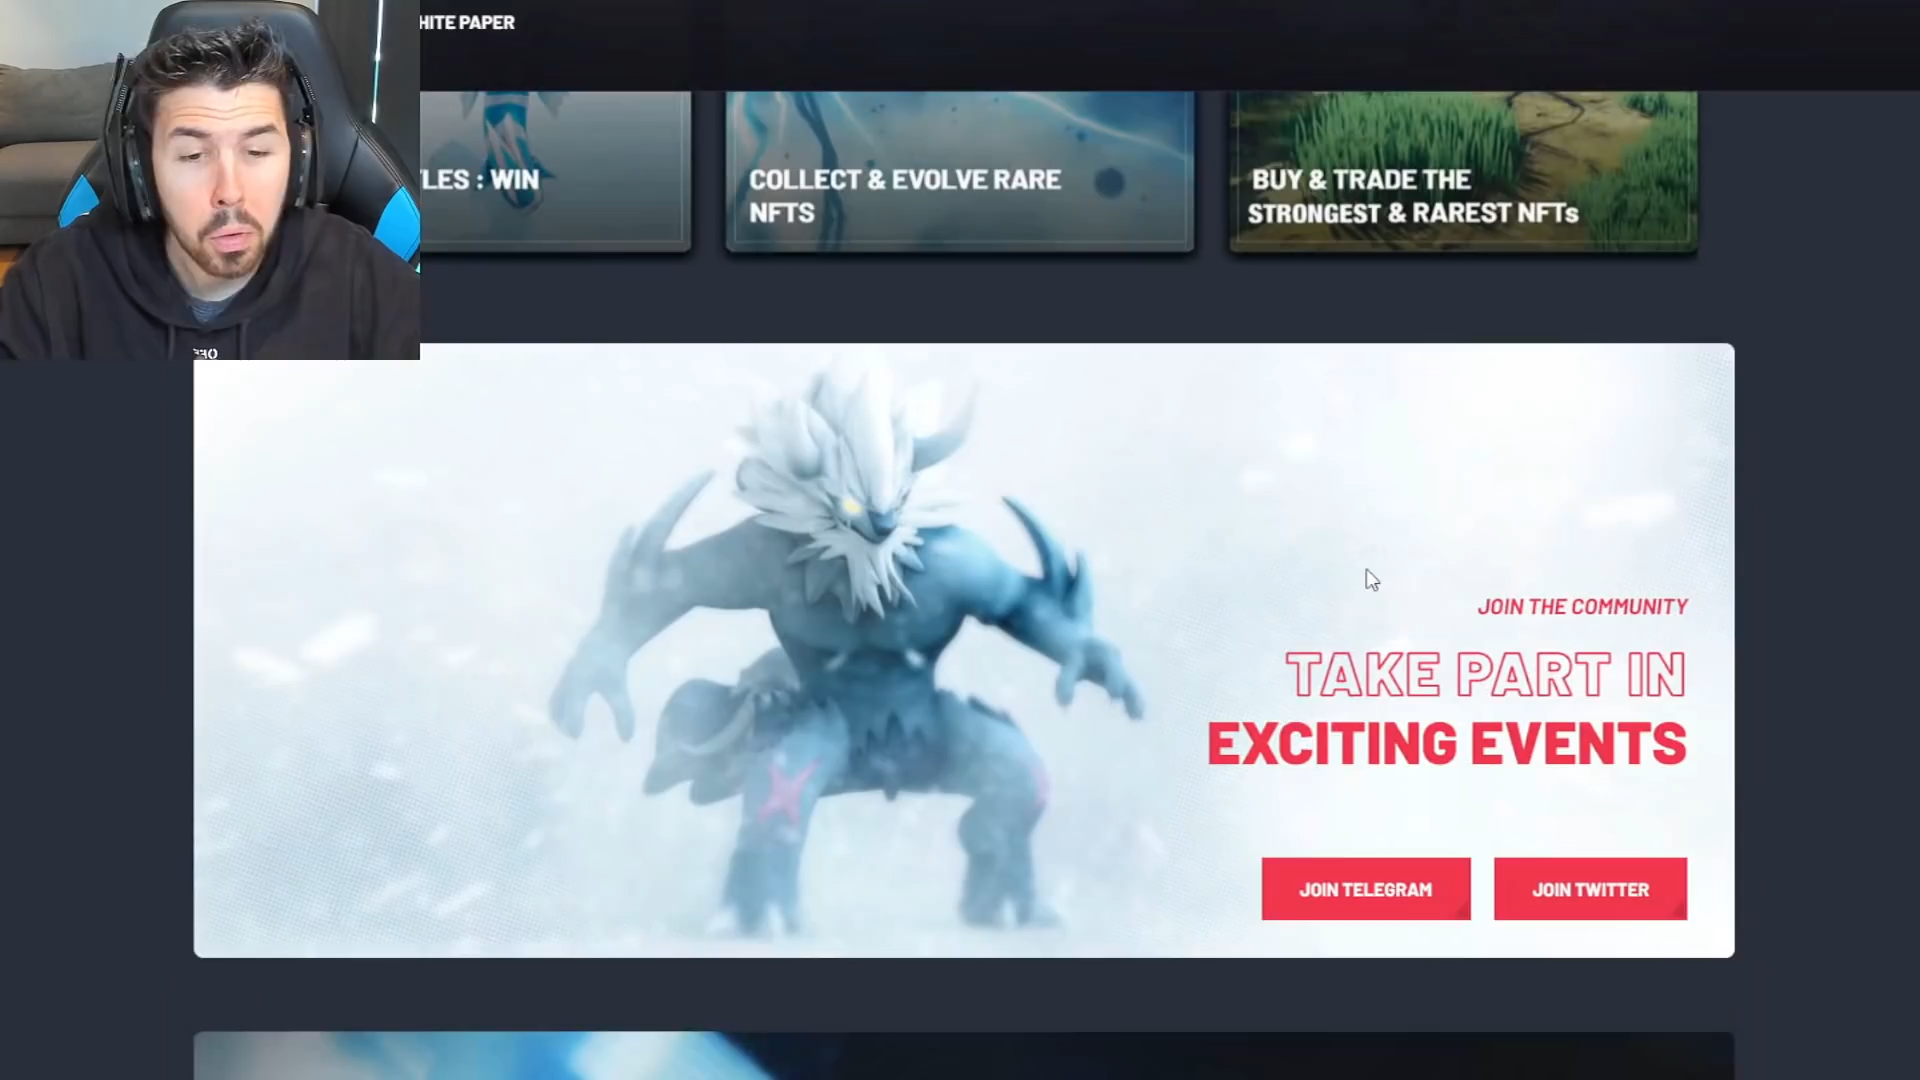 HITE PAPER
LES : WIN
COLLECT & EVOLVE RARE
NFTS
BUY & TRADE THE
STRONGEST & RAREST NFTs
JOIN THE COMMUNITY
TAKE PART IN
EXCITING EVENTS
JOIN TELEGRAM
JOIN TWITTER